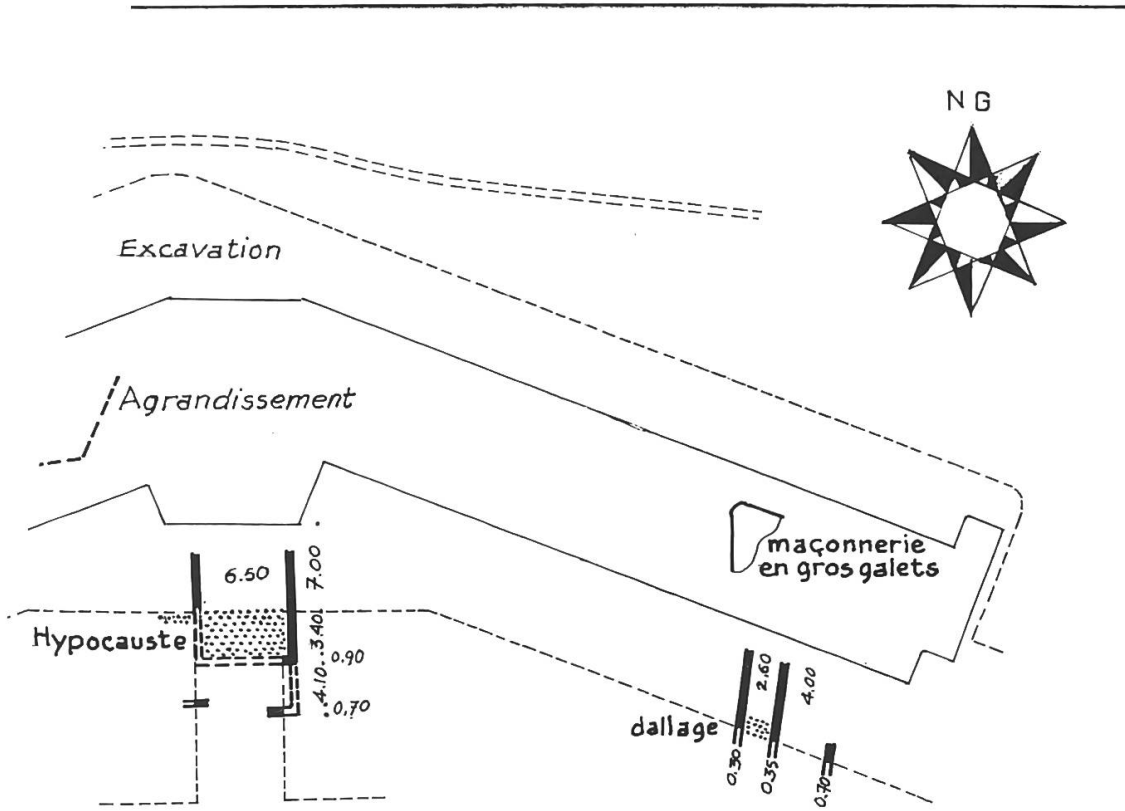 NG
Excavation
Agrandissement
maçonnerie
en gros galets
6.50
7.00
Hypocauste
3.40
0.90
4.10
0,70
2.60
4.00
dallage
0.30
0.35
0.70